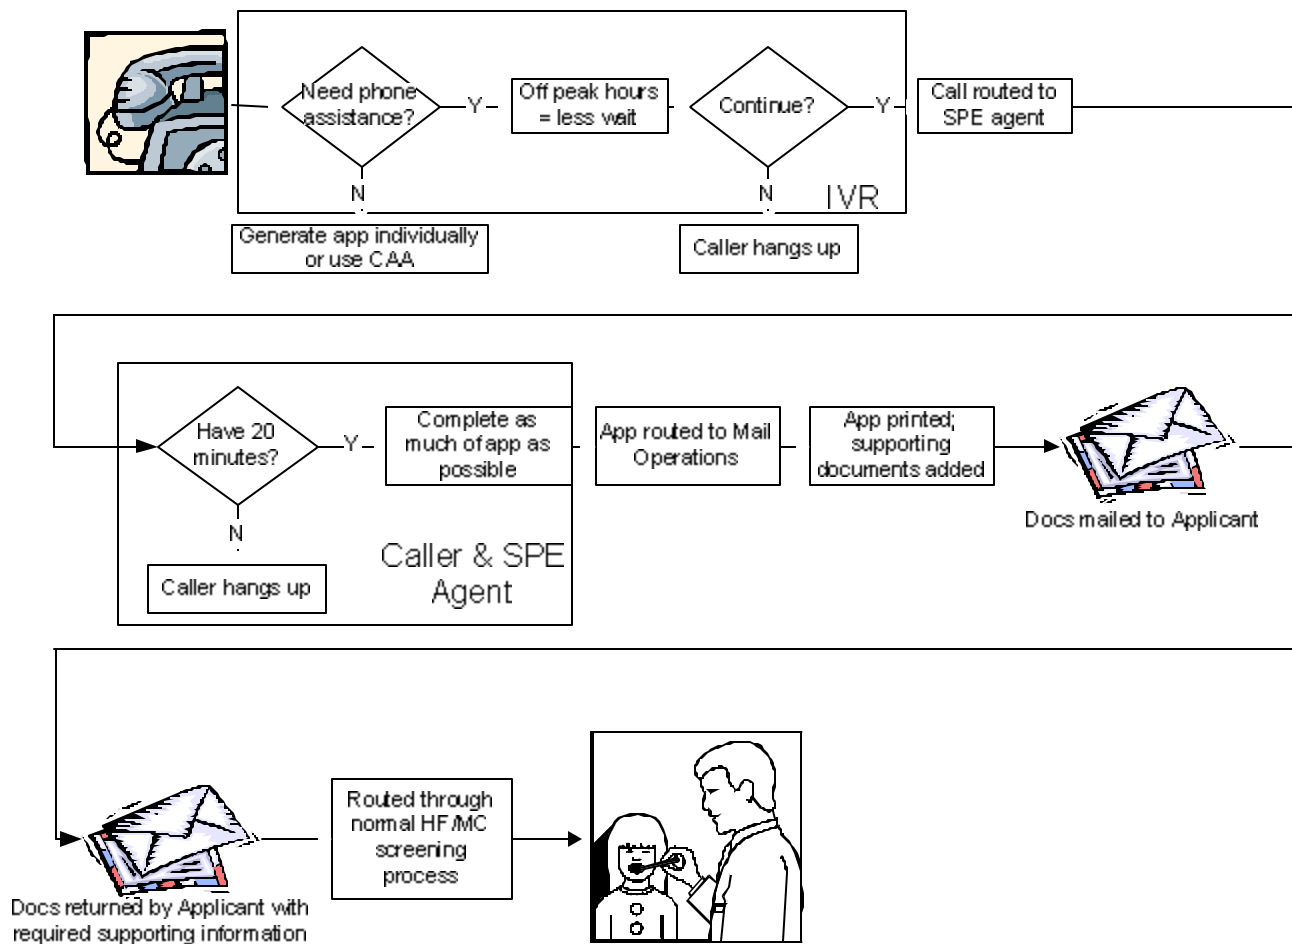 Need phone
assistance?
Y
Off peak hours
= less wait
Continue?
Y
Call routed to
SPE agent
N
N
IVR
Generate app individually
or use CAA
Caller hangs up
Have 20
minutes?
Y
Complete as
much of app as
possible
App routed to Mail
Operations
App printed;
supporting
documents added
Docs mailed to Applicant
N
Caller & SPE
Agent
Caller hangs up
Routed through
normal HF/MC
screening
process
Docs returned by Applicant with
required supporting information